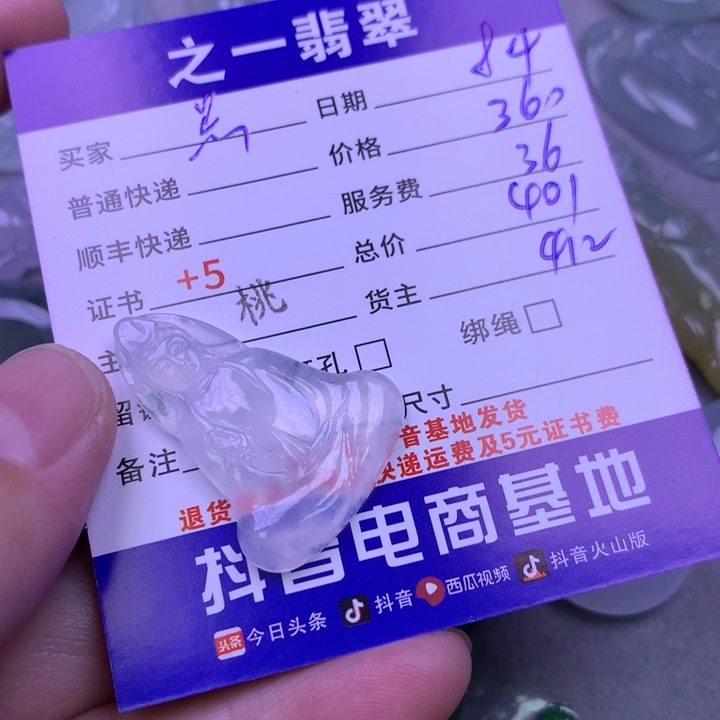 之一翡翠
买家 日期 84
普通快递 价格 360
顺丰快递 服务费 36
证书 +5 总价 401
主 桃 货主 412
孔 □ 绑绳 □
尺寸
备注 音基地发货
退货 快递运费及5元证书费
抖音电商基地
头条 今日头条 抖音 西瓜视频 抖音火山版